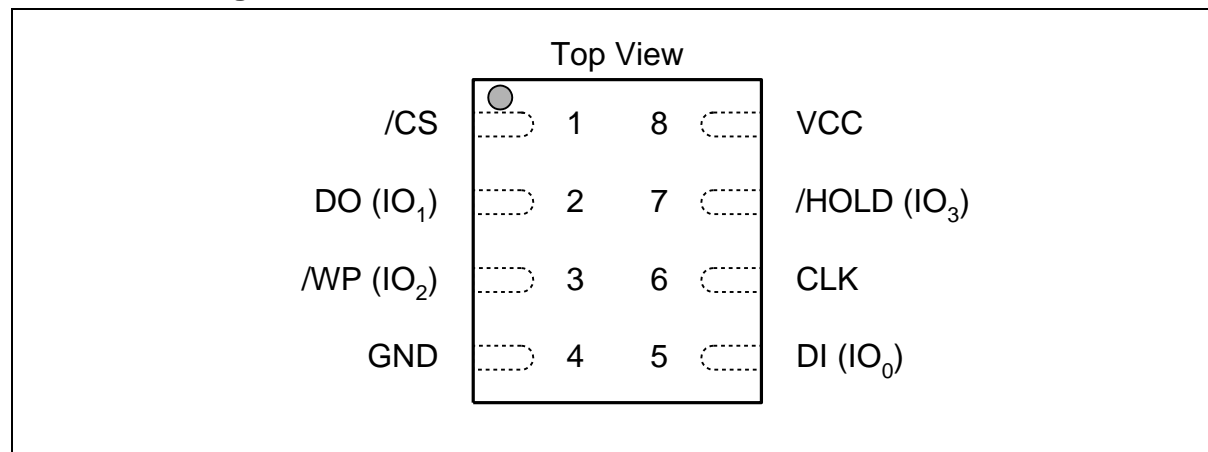 Top View
/CS 1 8 VCC
DO (IO₁) 2 7 /HOLD (IO₃)
/WP (IO₂) 3 6 CLK
GND 4 5 DI (IO₀)